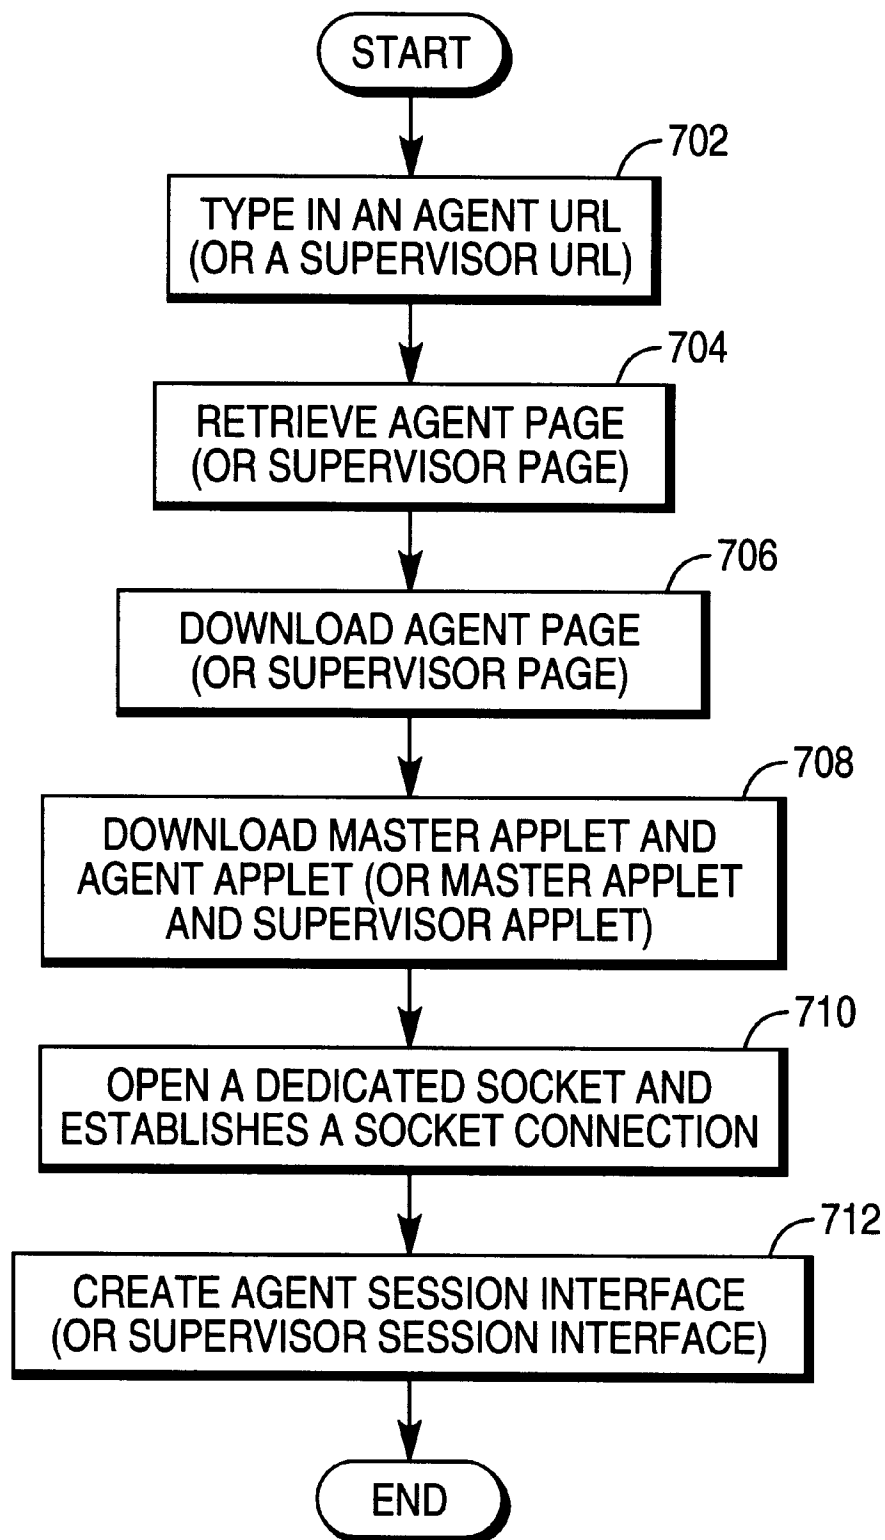 START
702
TYPE IN AN AGENT URL
(OR A SUPERVISOR URL)
704
RETRIEVE AGENT PAGE
(OR SUPERVISOR PAGE)
706
DOWNLOAD AGENT PAGE
(OR SUPERVISOR PAGE)
708
DOWNLOAD MASTER APPLET AND
AGENT APPLET (OR MASTER APPLET
AND SUPERVISOR APPLET)
710
OPEN A DEDICATED SOCKET AND
ESTABLISHES A SOCKET CONNECTION
712
CREATE AGENT SESSION INTERFACE
(OR SUPERVISOR SESSION INTERFACE)
END